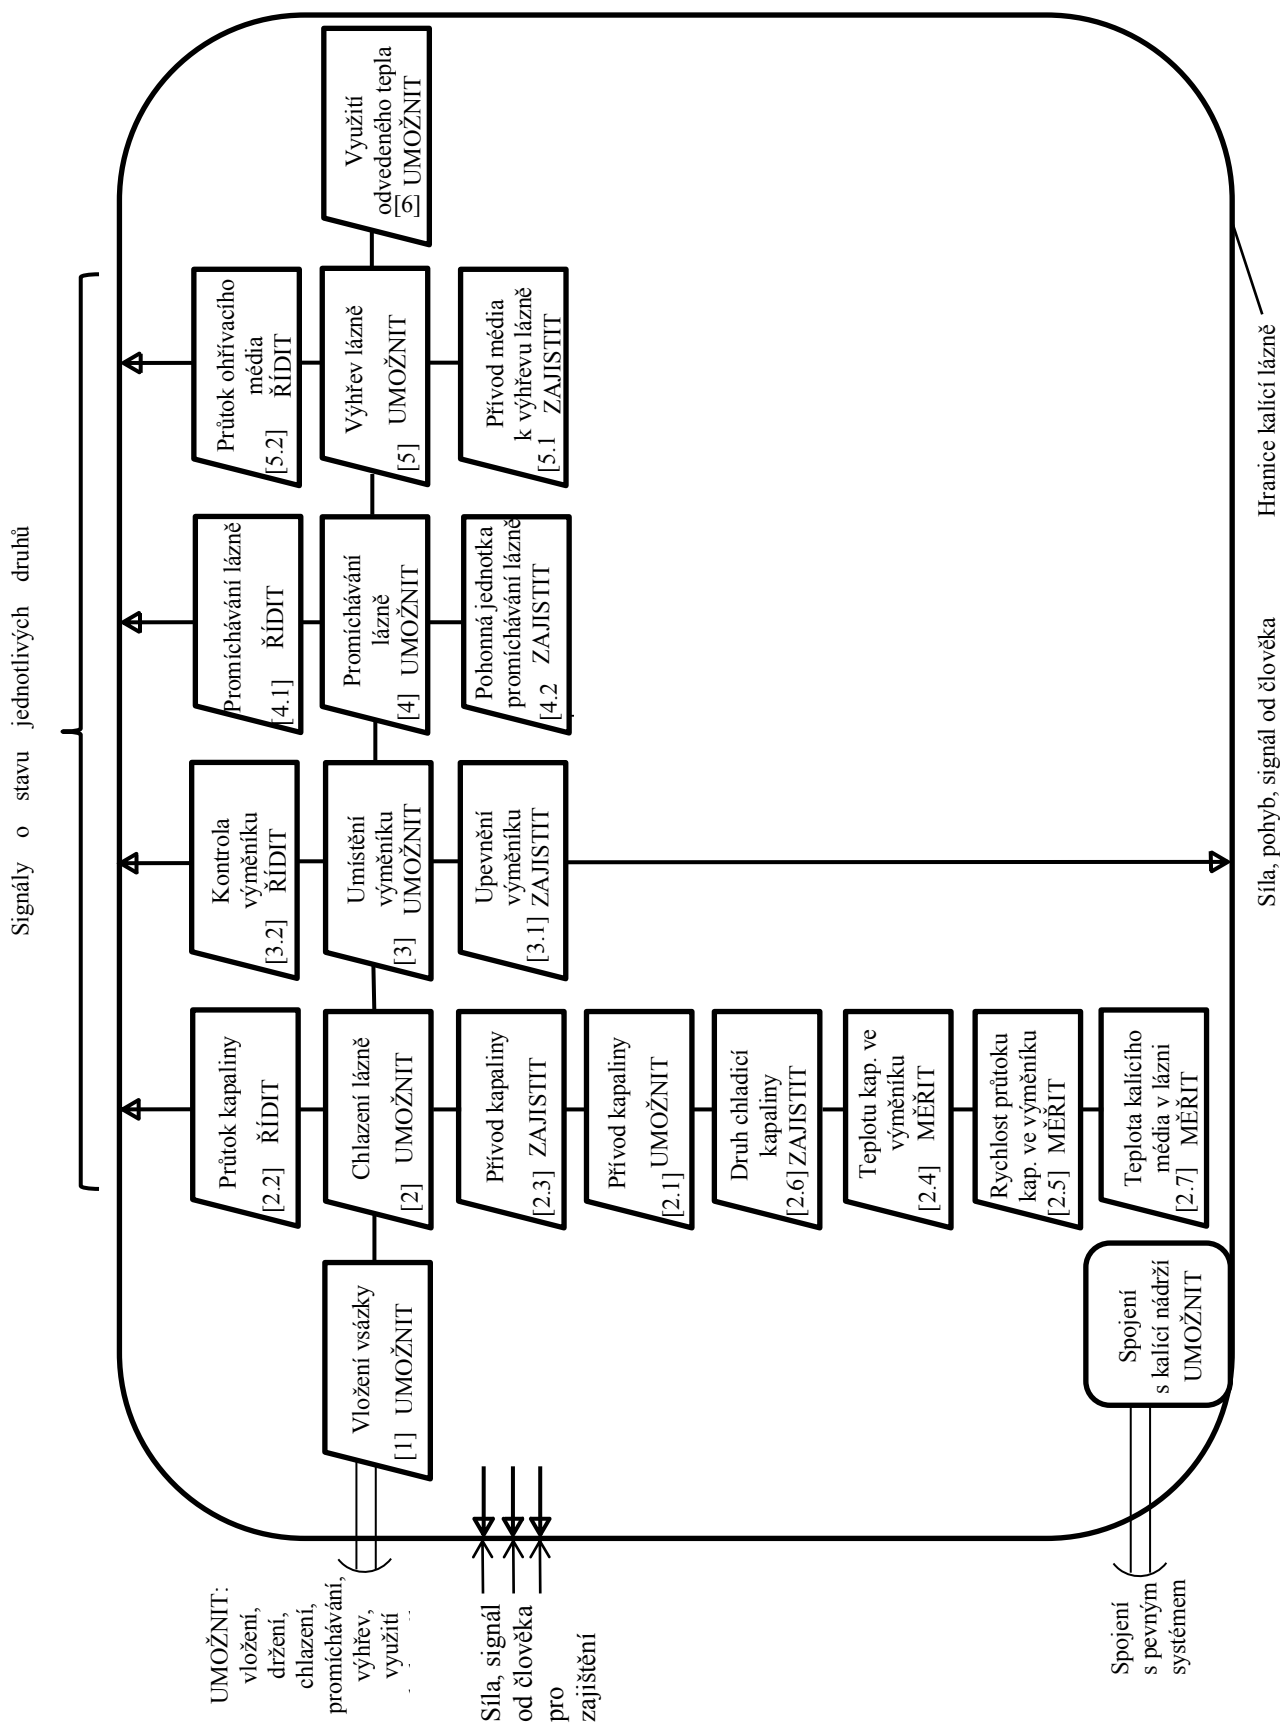 Signály o stavu jednotlivých druhů
UMOŽNIT:
vložení,
držení,
chlazení,
promíchávání,
výhřev,
využití
Vložení vsázky
[1] UMOŽNIT
Průtok kapaliny
[2.2] ŘÍDIT
Chlazení lázně
[2] UMOŽNIT
Přívod kapaliny
[2.3] ZAJISTIT
Přívod kapaliny
[2.1] UMOŽNIT
Druh chladicí
kapaliny
[2.6] ZAJISTIT
Teplotu kap. ve
výměníku
[2.4] MĚŘIT
Rychlost průtoku
kap. ve výměníku
[2.5] MĚŘIT
Teplota kalícího
média v lázni
[2.7] MĚŘIT
Kontrola
výměníku
[3.2] ŘÍDIT
Umístění
výměníku
[3] UMOŽNIT
Upevnění
výměníku
[3.1] ZAJISTIT
Promíchávání lázně
[4.1] ŘÍDIT
Promíchávání
lázně
[4] UMOŽNIT
Pohonná jednotka
promíchávání lázně
[4.2 ZAJISTIT
Průtok ohřívacího
média
[5.2] ŘÍDIT
Výhřev lázně
[5] UMOŽNIT
Přívod média
k výhřevu lázně
[5.1 ZAJISTIT
Využití
odvedeného tepla
[6] UMOŽNIT
Síla, signál
od člověka
pro
zajištění
Spojení
s kalící nádrží
UMOŽNIT
Spojení
s pevným
systémem
Síla, pohyb, signál od člověka
Hranice kalící lázně